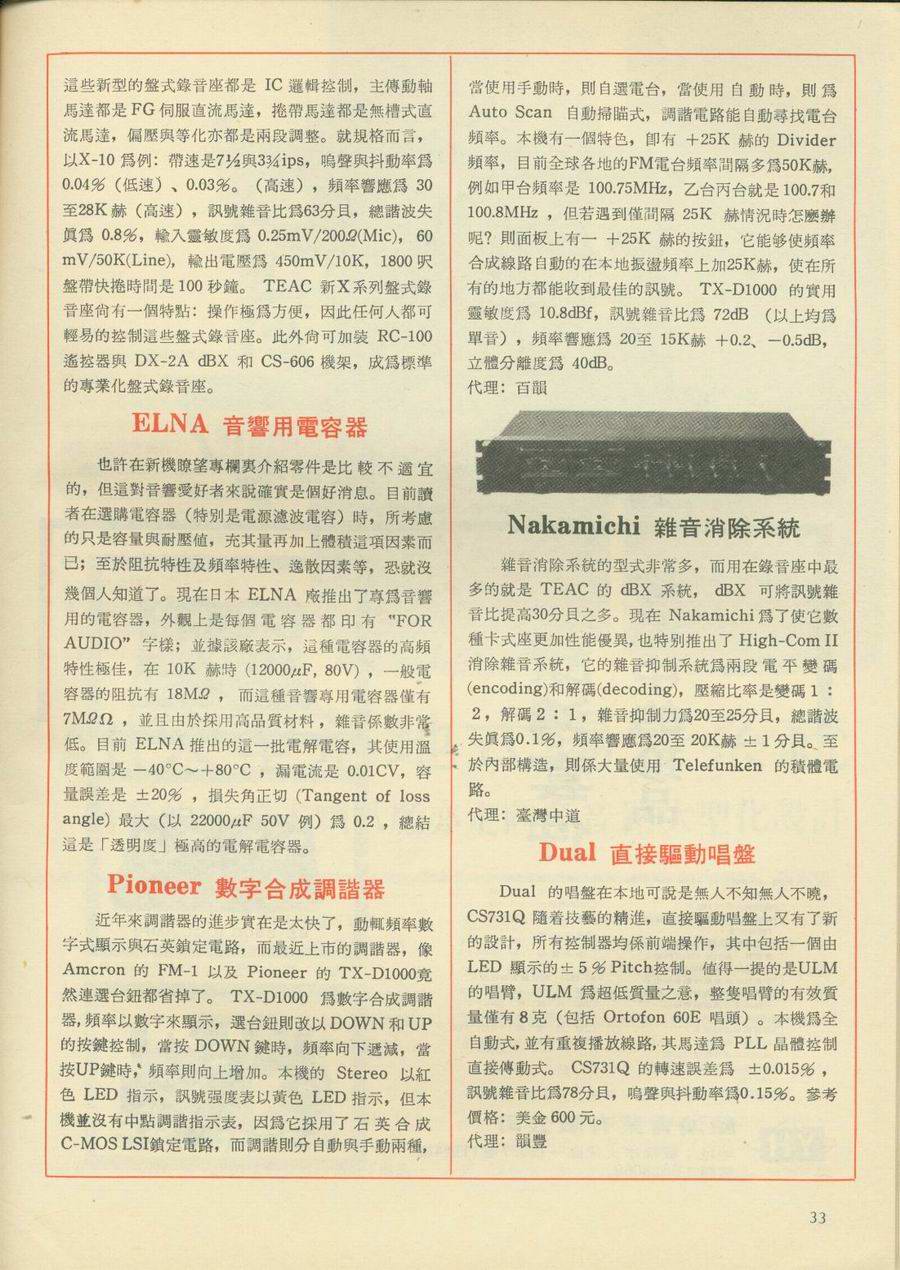 這些新型的盤式錄音座都是 IC 邏輯控制，主傳動軸
馬達都是 FG 伺服直流馬達，捲帶馬達都是無槽式直
流馬達，偏壓與等化亦都是兩段調整。就規格而言，
以X-10 爲例：帶速是7½與3¾ips，嗚聲與抖動率爲
0.04%（低速）、0.03%。（高速），頻率響應爲 30
至28K 赫（高速），訊號雜音比爲63分貝，總諧波失
眞爲 0.8%，輸入靈敏度爲 0.25mV/200Ω(Mic)， 60
mV/50K(Line)，輸出電壓爲 450mV/10K，1800 呎
盤帶快捲時間是 100 秒鐘。 TEAC 新X系列盤式錄
音座尙有一個特點：操作極爲方便，因此任何人都可
輕易的控制這些盤式錄音座。此外尙可加裝 RC-100
遙控器與 DX-2A dBX 和 CS-606 機架，成爲標準
的專業化盤式錄音座。
ELNA 音響用電容器
也許在新機瞭望專欄裏介紹零件是比較不適宜
的，但這對音響愛好者來說確實是個好消息。目前讀
者在選購電容器（特別是電源濾波電容）時，所考慮
的只是容量與耐壓値，充其量再加上體積這項因素而
已；至於阻抗特性及頻率特性、逸散因素等，恐就沒
幾個人知道了。現在日本 ELNA 廠推出了專爲音響
用的電容器，外觀上是每個電容器都印有 "FOR
AUDIO" 字樣；並據該廠表示，這種電容器的高頻
特性極佳，在 10K 赫時 (12000μF, 80V)，一般電
容器的阻抗有 18MΩ ，而這種音響專用電容器僅有
7MΩΩ ，並且由於採用高品質材料，雜音係數非常
低。目前 ELNA 推出的這一批電解電容，其使用溫
度範圍是 －40°C～+80°C ，漏電流是 0.01CV，容
量誤差是 ±20% ，損失角正切 (Tangent of loss
angle) 最大（以 22000μF 50V 例）爲 0.2 ，總結
這是「透明度」極高的電解電容器。
Pioneer 數字合成調諧器
近年來調諧器的進步實在是太快了，動輒頻率數
字式顯示與石英鎖定電路，而最近上市的調諧器，像
Amcron 的 FM-1 以及 Pioneer 的 TX-D1000竟
然連選台鈕都省掉了。 TX-D1000 爲數字合成調諧
器，頻率以數字來顯示，選台鈕則改以 DOWN 和 UP
的按鍵控制，當按 DOWN 鍵時，頻率向下遞減，當
按UP鍵時，頻率則向上增加。本機的 Stereo 以紅
色 LED 指示，訊號强度表以黃色 LED 指示，但本
機並沒有中點調諧指示表，因爲它採用了石英合成
C-MOS LSI鎖定電路，而調諧則分自動與手動兩種，
當使用手動時，則自選電台，當使用自動時，則爲
Auto Scan 自動掃瞄式，調諧電路能自動尋找電台
頻率。本機有一個特色，卽有 +25K 赫的 Divider
頻率，目前全球各地的FM電台頻率間隔多爲50K赫，
例如甲台頻率是 100.75MHz，乙台丙台就是100.7和
100.8MHz ，但若遇到僅間隔 25K 赫情況時怎麼辦
呢？則面板上有一 +25K 赫的按鈕，它能够使頻率
合成線路自動的在本地振盪頻率上加25K赫，使在所
有的地方都能收到最佳的訊號。 TX-D1000 的實用
靈敏度爲 10.8dBf，訊號雜音比爲 72dB （以上均爲
單音），頻率響應爲 20至 15K赫 +0.2、－0.5dB，
立體分離度爲 40dB。
代理：百韻
Nakamichi 雜音消除系統
雜音消除系統的型式非常多，而用在錄音座中最
多的就是 TEAC 的 dBX 系統， dBX 可將訊號雜
音比提高30分貝之多。現在 Nakamichi 爲了使它數
種卡式座更加性能優異，也特別推出了 High-Com II
消除雜音系統，它的雜音抑制系統爲兩段電平變碼
(encoding)和解碼(decoding)，壓縮比率是變碼 1：
2，解碼 2：1，雜音抑制力爲20至25分貝，總諧波
失眞爲0.1%，頻率響應爲20至 20K赫 ±1分貝。至
於內部構造，則係大量使用 Telefunken 的積體電
路。
代理：臺灣中道
Dual 直接驅動唱盤
Dual 的唱盤在本地可說是無人不知無人不曉，
CS731Q 隨着技藝的精進，直接驅動唱盤上又有了新
的設計，所有控制器均係前端操作，其中包括一個由
LED 顯示的±5%Pitch控制。値得一提的是ULM
的唱臂，ULM 爲超低質量之意，整隻唱臂的有效質
量僅有8克（包括 Ortofon 60E 唱頭）。本機爲全
自動式，並有重複播放線路，其馬達爲 PLL 晶體控制
直接傳動式。 CS731Q 的轉速誤差爲 ±0.015%，
訊號雜音比爲78分貝，嗚聲與抖動率爲0.15%。參考
價格：美金 600 元。
代理：韻豐
33